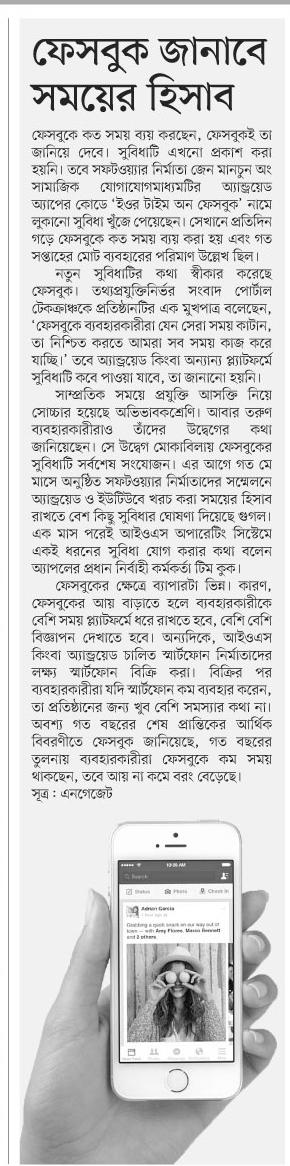 ফেসবুক জানাবে
সময়ের হিসাব
ফেসবুকে কত সময় ব্যয় করছেন, ফেসবুকই তা
জানিয়ে দেবে। সুবিধাটি এখনো প্রকাশ করা
হয়নি। তবে সফটওয়্যার নির্মাতা জেন মানচুন অং
সামাজিক যোগাযোগমাধ্যমটির অ্যান্ড্রয়েড
অ্যাপের কোডে ‘ইওর টাইম অন ফেসবুক’ নামে
লুকানো সুবিধা খুঁজে পেয়েছেন। সেখানে প্রতিদিন
গড়ে ফেসবুকে কত সময় ব্যয় করা হয় এবং গত
সপ্তাহের মোট ব্যবহারের পরিমাণ উল্লেখ ছিল।
নতুন সুবিধাটির কথা স্বীকার করেছে
ফেসবুক। তথ্যপ্রযুক্তিনির্ভর সংবাদ পোর্টাল
টেকক্রাঞ্চকে প্রতিষ্ঠানটির এক মুখপাত্র বলেছেন,
‘ফেসবুকে ব্যবহারকারীরা যেন সেরা সময় কাটান,
তা নিশ্চিত করতে আমরা সব সময় কাজ করে
যাচ্ছি।’ তবে অ্যান্ড্রয়েড কিংবা অন্যান্য প্ল্যাটফর্মে
সুবিধাটি কবে পাওয়া যাবে, তা জানানো হয়নি।
সাম্প্রতিক সময়ে প্রযুক্তি আসক্তি নিয়ে
সোচ্চার হয়েছে অভিভাবকশ্রেণি। আবার তরুণ
ব্যবহারকারীরাও তাঁদের উদ্বেগের কথা
জানিয়েছেন। সে উদ্বেগ মোকাবিলায় ফেসবুকের
সুবিধাটি সর্বশেষ সংযোজন। এর আগে গত মে
মাসে অনুষ্ঠিত সফটওয়্যার নির্মাতাদের সম্মেলনে
অ্যান্ড্রয়েড ও ইউটিউবে খরচ করা সময়ের হিসাব
রাখতে বেশ কিছু সুবিধার ঘোষণা দিয়েছে গুগল।
এক মাস পরেই আইওএস অপারেটিং সিস্টেমে
একই ধরনের সুবিধা যোগ করার কথা বলেন
অ্যাপলের প্রধান নির্বাহী কর্মকর্তা টিম কুক।
ফেসবুকের ক্ষেত্রে ব্যাপারটা ভিন্ন। কারণ,
ফেসবুকের আয় বাড়াতে হলে ব্যবহারকারীকে
বেশি সময় প্ল্যাটফর্মে ধরে রাখতে হবে, বেশি বেশি
বিজ্ঞাপন দেখাতে হবে। অন্যদিকে, আইওএস
কিংবা অ্যান্ড্রয়েড চালিত স্মার্টফোন নির্মাতাদের
লক্ষ্য স্মার্টফোন বিক্রি করা। বিক্রির পর
ব্যবহারকারীরা যদি স্মার্টফোন কম ব্যবহার করেন,
তা প্রতিষ্ঠানের জন্য খুব বেশি সমস্যার কথা না।
অবশ্য গত বছরের শেষ প্রান্তিকের আর্থিক
বিবরণীতে ফেসবুক জানিয়েছে, গত বছরের
তুলনায় ব্যবহারকারীরা ফেসবুকে কম সময়
থাকছেন, তবে আয় না কমে বরং বেড়েছে।
সূত্র : এনগেজেট
Search
Status Photo Check In
Adrian Garcia
Grabbing a quick snack on our way out of
town — with Amy Flores, Marco Bennett
and 2 others